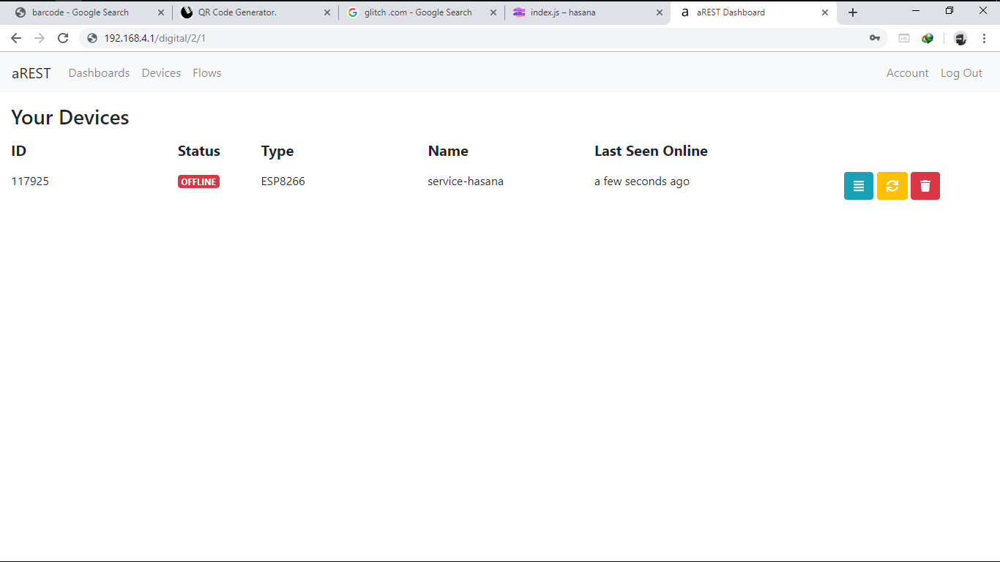 barcode - Google Search
QR Code Generator.
glitch .com - Google Search
index.js – hasana
a aREST Dashboard
192.168.4.1/digital/2/1
aREST Dashboards Devices Flows Account Log Out
Your Devices
ID Status Type Name Last Seen Online
117925 OFFLINE ESP8266 service-hasana a few seconds ago